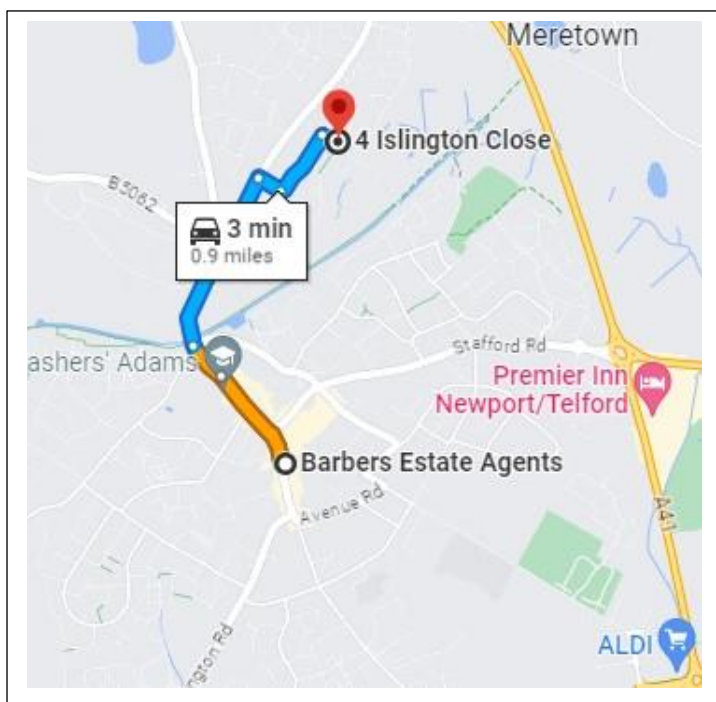 Meretown
4 Islington Close
B5062
3 min
0.9 miles
Stafford Rd
ashers' Adams
Premier Inn
Newport/Telford
Barbers Estate Agents
Avenue Rd
A41
ngton Rd
ALDI